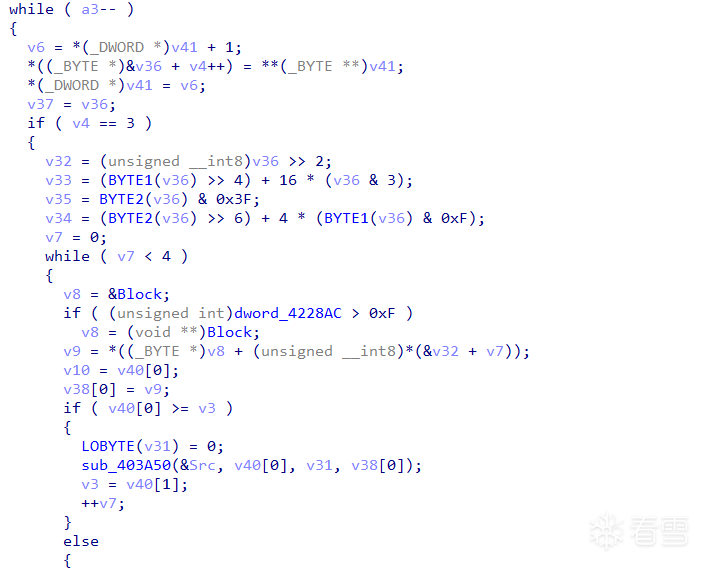 while ( a3-- )
{
  v6 = *(_DWORD *)v41 + 1;
  *((_BYTE *)&v36 + v4++) = **(_BYTE **)v41;
  *(_DWORD *)v41 = v6;
  v37 = v36;
  if ( v4 == 3 )
  {
    v32 = (unsigned __int8)v36 >> 2;
    v33 = (BYTE1(v36) >> 4) + 16 * (v36 & 3);
    v35 = BYTE2(v36) & 0x3F;
    v34 = (BYTE2(v36) >> 6) + 4 * (BYTE1(v36) & 0xF);
    v7 = 0;
    while ( v7 < 4 )
    {
      v8 = &Block;
      if ( (unsigned int)dword_4228AC > 0xF )
        v8 = (void **)Block;
      v9 = *((_BYTE *)v8 + (unsigned __int8)*(&v32 + v7));
      v10 = v40[0];
      v38[0] = v9;
      if ( v40[0] >= v3 )
      {
        LOBYTE(v31) = 0;
        sub_403A50(&Src, v40[0], v31, v38[0]);
        v3 = v40[1];
        ++v7;
      }
      else
      {
看雪